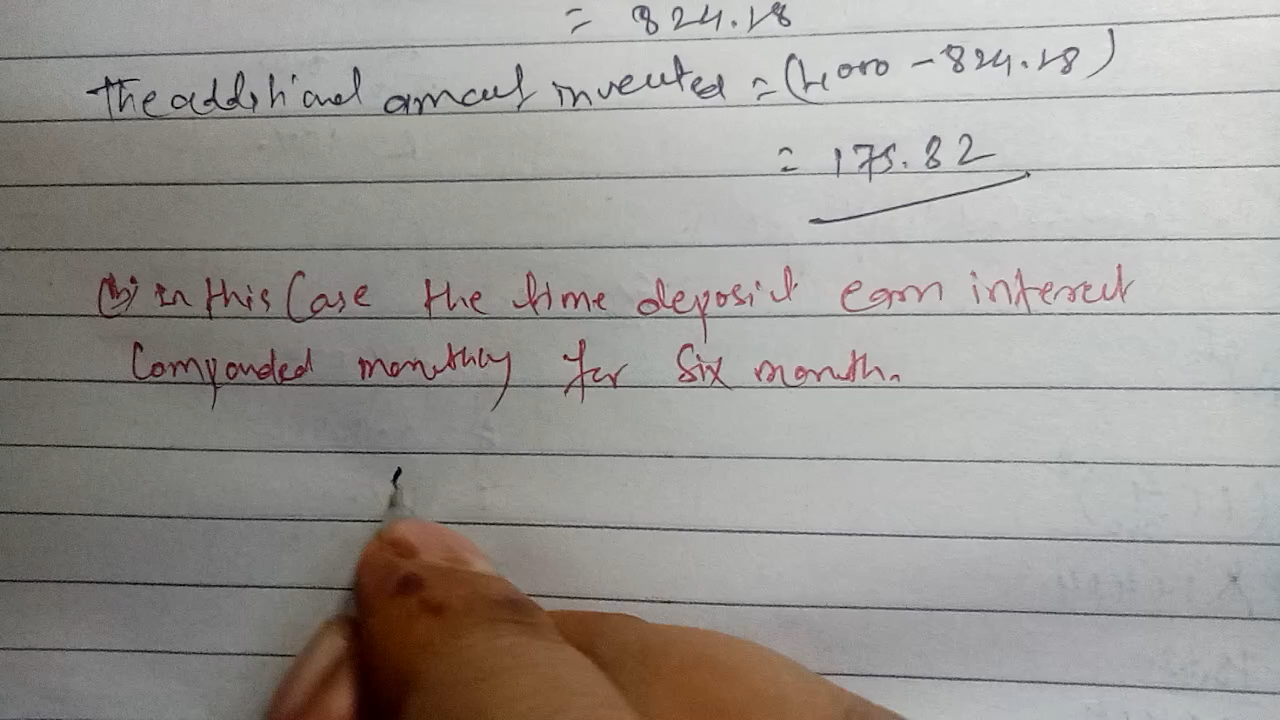 = 824.18
The additional amout invested = (1000 - 824.18)
= 175.82
(b) In this Case the time deposit earn interest
Compounded monthly for Six month.